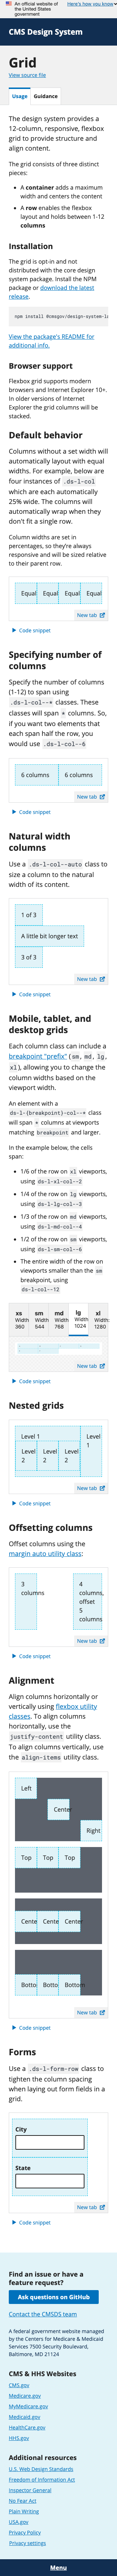 An official website of
the United States
government
Here's how you know
CMS Design System
Grid
View source file
Usage
Guidance
The design system provides a
12-column, responsive, flexbox
grid to provide structure and
align content.
The grid consists of three distinct
pieces:
A container adds a maximum
width and centers the content
A row enables the flexbox
layout and holds between 1-12
columns
Installation
The grid is opt-in and not
distributed with the core design
system package. Install the NPM
package or download the latest
release.
View the package's README for
additional info.
Browser support
Flexbox grid supports modern
browsers and Internet Explorer 10+.
In older versions of Internet
Explorer the grid columns will be
stacked.
Default behavior
Columns without a set width will
automatically layout with equal
widths. For example, below are
four instances of .ds-l-col
which are each automatically
25% wide. The columns will
wrap onto new lines if they don't
all fit within a single row.
Column widths are set in
percentages, so they're always
fluid and will be sized relative
to their parent row.
Equal
Equal
Equal
Equal
New tab
Code snippet
Specifying number of
columns
Specify the number of columns
(1-12) to span using
.ds-l-col--* classes. These
classes will span * columns. So,
if you want two elements that
are each span half the row, you
would use .ds-l-col--6
6 columns
6 columns
New tab
Code snippet
Natural width
columns
Use a .ds-l-col--auto class to
size a column to the natural
width of its content.
1 of 3
A little bit longer text
3 of 3
New tab
Code snippet
Mobile, tablet, and
desktop grids
Each column class can include a
breakpoint "prefix" (sm, md, lg,
xl), allowing you to change the
column widths based on the
viewport width.
An element with a
ds-l-{breakpoint}-col--* class
will span * columns at viewports
matching breakpoint and larger.
In the example below, the cells
span:
1/6 of the row on xl viewports,
using ds-l-xl-col--2
1/4 of the row on lg viewports,
using ds-l-lg-col--3
1/3 of the row on md viewports,
using ds-l-md-col--4
1/2 of the row on sm viewports,
using ds-l-sm-col--6
The entire width of the row on
viewports smaller than the sm
breakpoint, using
ds-l-col--12
xs
Width
360
sm
Width
544
md
Width
768
lg
Width
1024
xl
Width
1280
New tab
Code snippet
Nested grids
Level 1
Level
2
Level
2
Level
2
Level
1
New tab
Code snippet
Offsetting columns
Offset columns using the
margin auto utility class:
3
columns
4
columns,
offset
5
columns
New tab
Code snippet
Alignment
Align columns horizontally or
vertically using flexbox utility
classes. To align columns
horizontally, use the
justify-content utility class.
To align columns vertically, use
the align-items utility class.
Left
Center
Right
Top
Top
Top
Cente
Cente
Center
Botto
Botto
Bottom
New tab
Code snippet
Forms
Use a .ds-l-form-row class to
tighten the column spacing
when laying out form fields in a
grid.
City
State
New tab
Code snippet
Find an issue or have a
feature request?
Ask questions on GitHub
Contact the CMSDS team
A federal government website managed
by the Centers for Medicare & Medicaid
Services 7500 Security Boulevard,
Baltimore, MD 21124
CMS & HHS Websites
CMS.gov
Medicare.gov
MyMedicare.gov
Medicaid.gov
HealthCare.gov
HHS.gov
Additional resources
U.S. Web Design Standards
Freedom of Information Act
Inspector General
No Fear Act
Plain Writing
USA.gov
Privacy Policy
Privacy settings
Menu